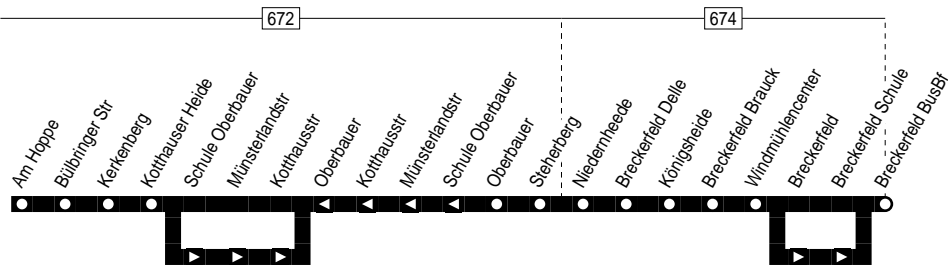 672
674
Am Hoppe
Bülbringer Str
Kerkenberg
Kotthauser Heide
Schule Oberbauer
Münsterlandstr
Kotthausstr
Oberbauer
Kotthausstr
Münsterlandstr
Schule Oberbauer
Oberbauer
Steherberg
Niedernheede
Breckerfeld Delle
Königsheide
Breckerfeld Brauck
Windmühlencenter
Breckerfeld
Breckerfeld Schule
Breckerfeld BusBf